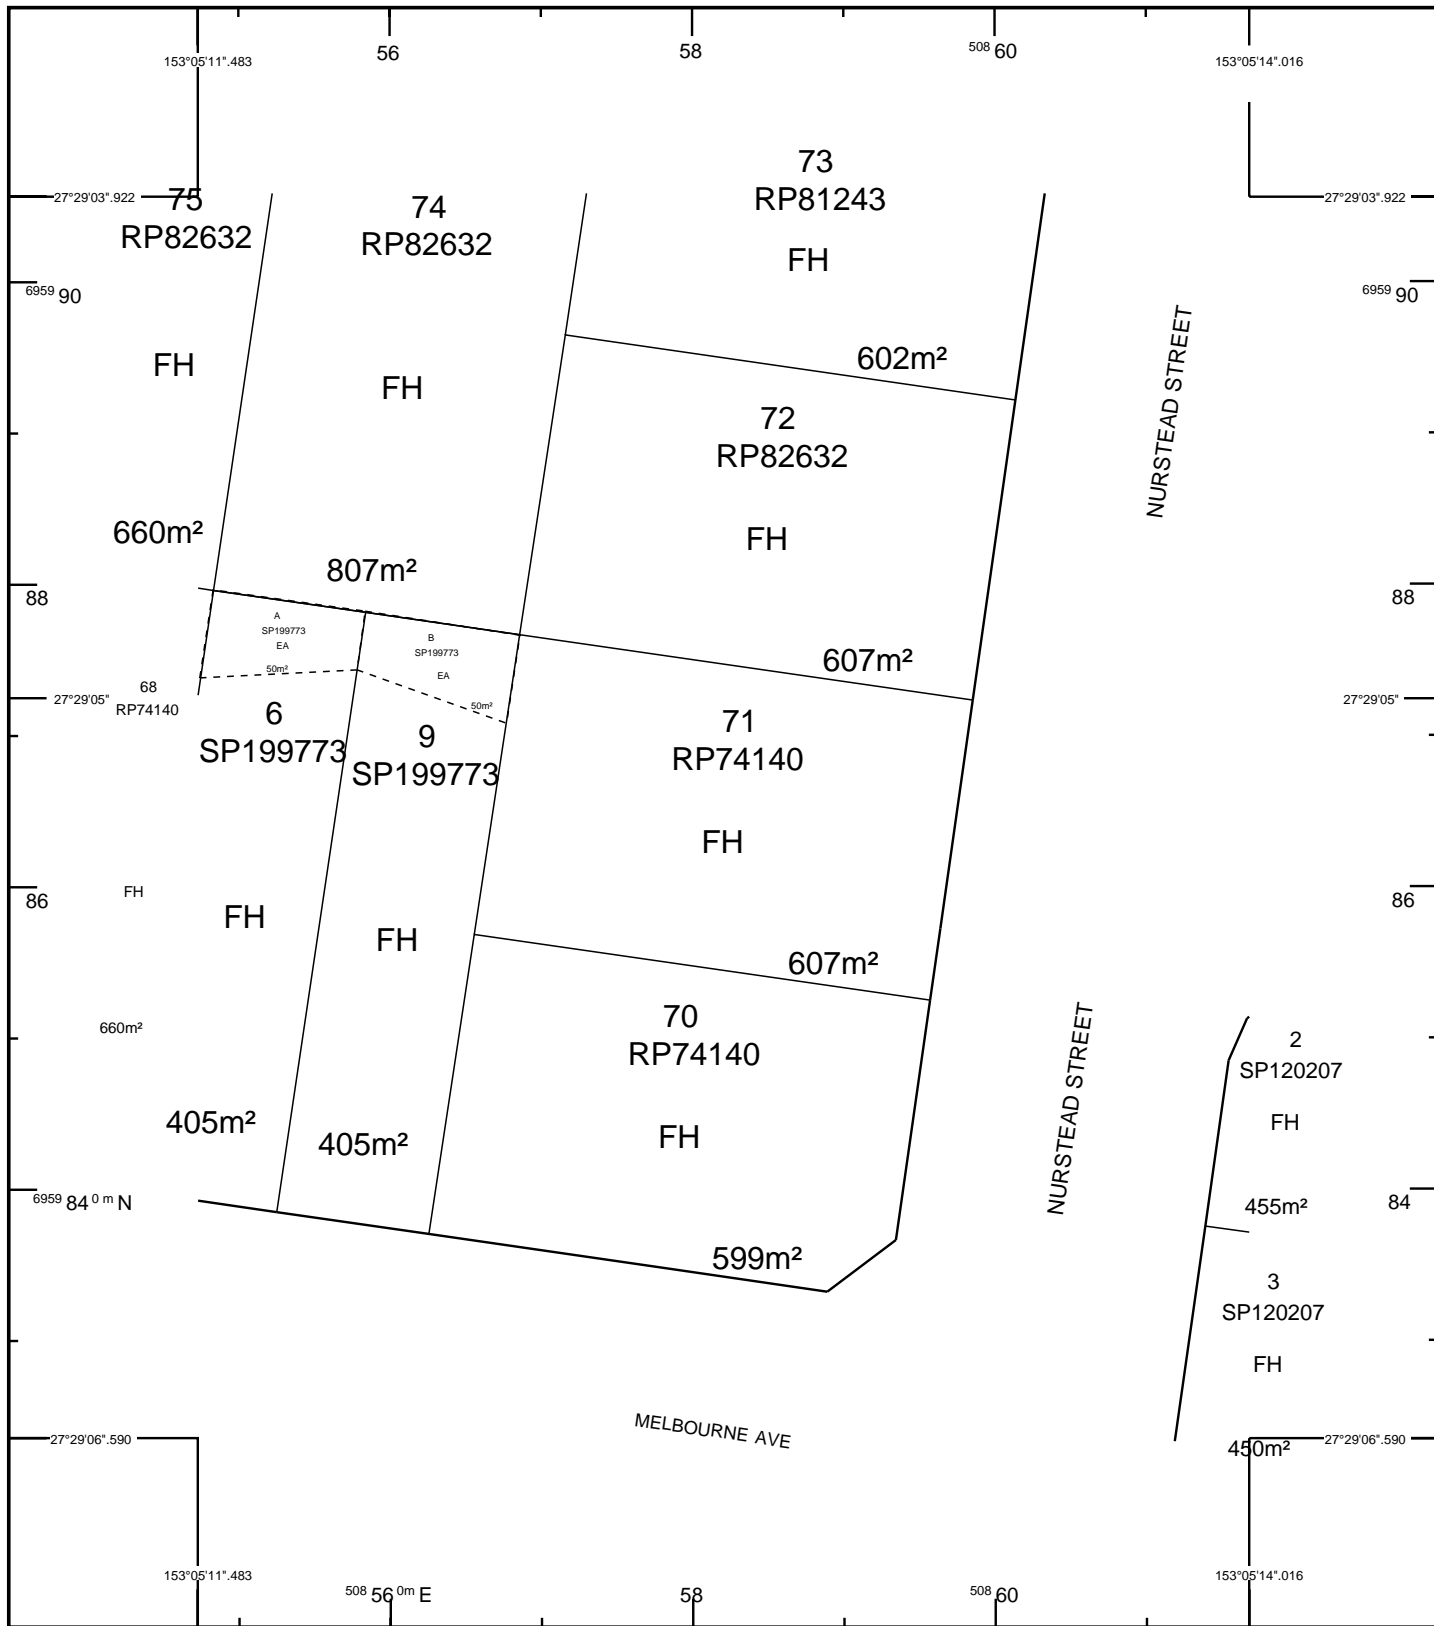 56
58
508 60
153°05'11".483
153°05'14".016
73
RP81243
FH
27°29'03".922
75
RP82632
74
RP82632
27°29'03".922
6959 90
6959 90
NURSTEAD STREET
FH
FH
602m²
72
RP82632
FH
660m²
807m²
88
88
A
SP199773
EA
50m²
B
SP199773
EA
50m²
607m²
68
RP74140
27°29'05"
27°29'05"
6
SP199773
9
SP199773
71
RP74140
FH
FH
86
86
FH
FH
607m²
70
RP74140
FH
660m²
NURSTEAD STREET
2
SP120207
FH
405m²
405m²
6959 84 0 m N
84
455m²
599m²
3
SP120207
FH
MELBOURNE AVE
27°29'06".590
27°29'06".590
450m²
153°05'11".483
153°05'14".016
508 56 0m E
58
508 60